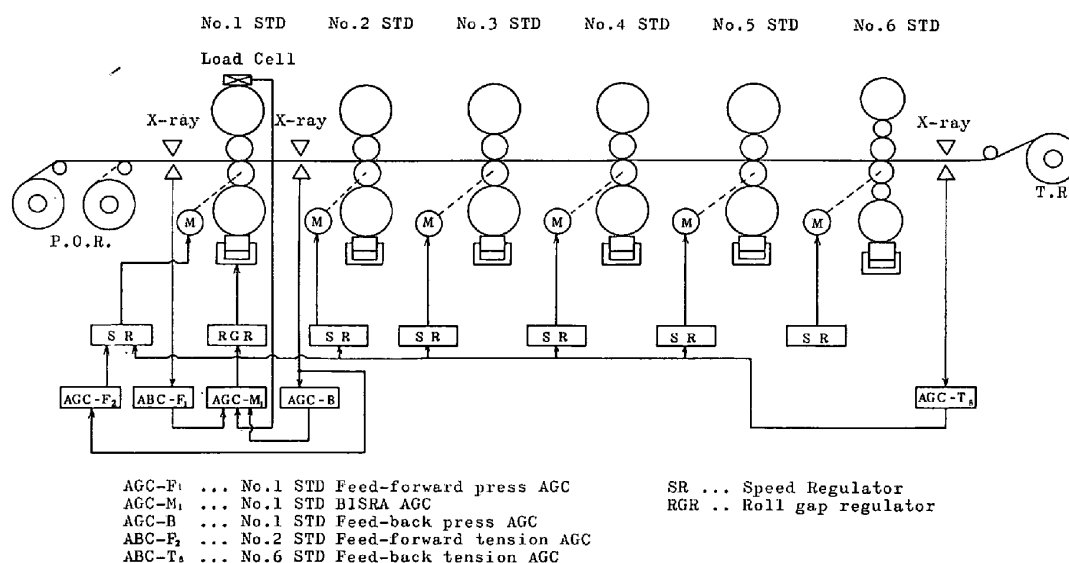 No.1 STD No.2 STD No.3 STD No.4 STD No.5 STD No.6 STD
Load Cell
X-ray X-ray X-ray
T.R
M M M M M M
P.O.R.
S R RGR S R S R S R S R S R
AGC-F₂ ABC-F₁ AGC-M₁ AGC-B AGC-T₆
AGC-F₁ ... No.1 STD Feed-forward press AGC
AGC-M₁ ... No.1 STD BISRA AGC
AGC-B ... No.1 STD Feed-back press AGC
ABC-F₂ ... No.2 STD Feed-forward tension AGC
ABC-T₆ ... No.6 STD Feed-back tension AGC
SR ... Speed Regulator
RGR .. Roll gap regulator